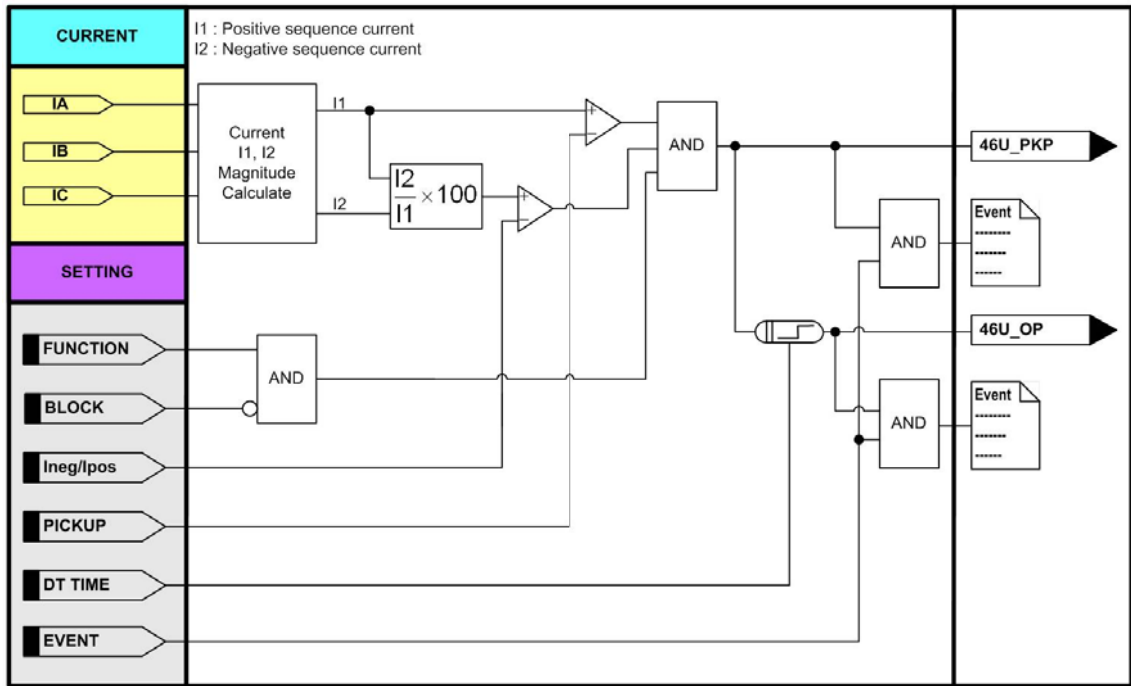 CURRENT
I1 : Positive sequence current
I2 : Negative sequence current
IA
IB
IC
Current
I1, I2
Magnitude
Calculate
I1
I2
I2
I1
×100
AND
46U_PKP
AND
Event
SETTING
FUNCTION
BLOCK
AND
Ineg/Ipos
PICKUP
DT TIME
EVENT
46U_OP
AND
Event